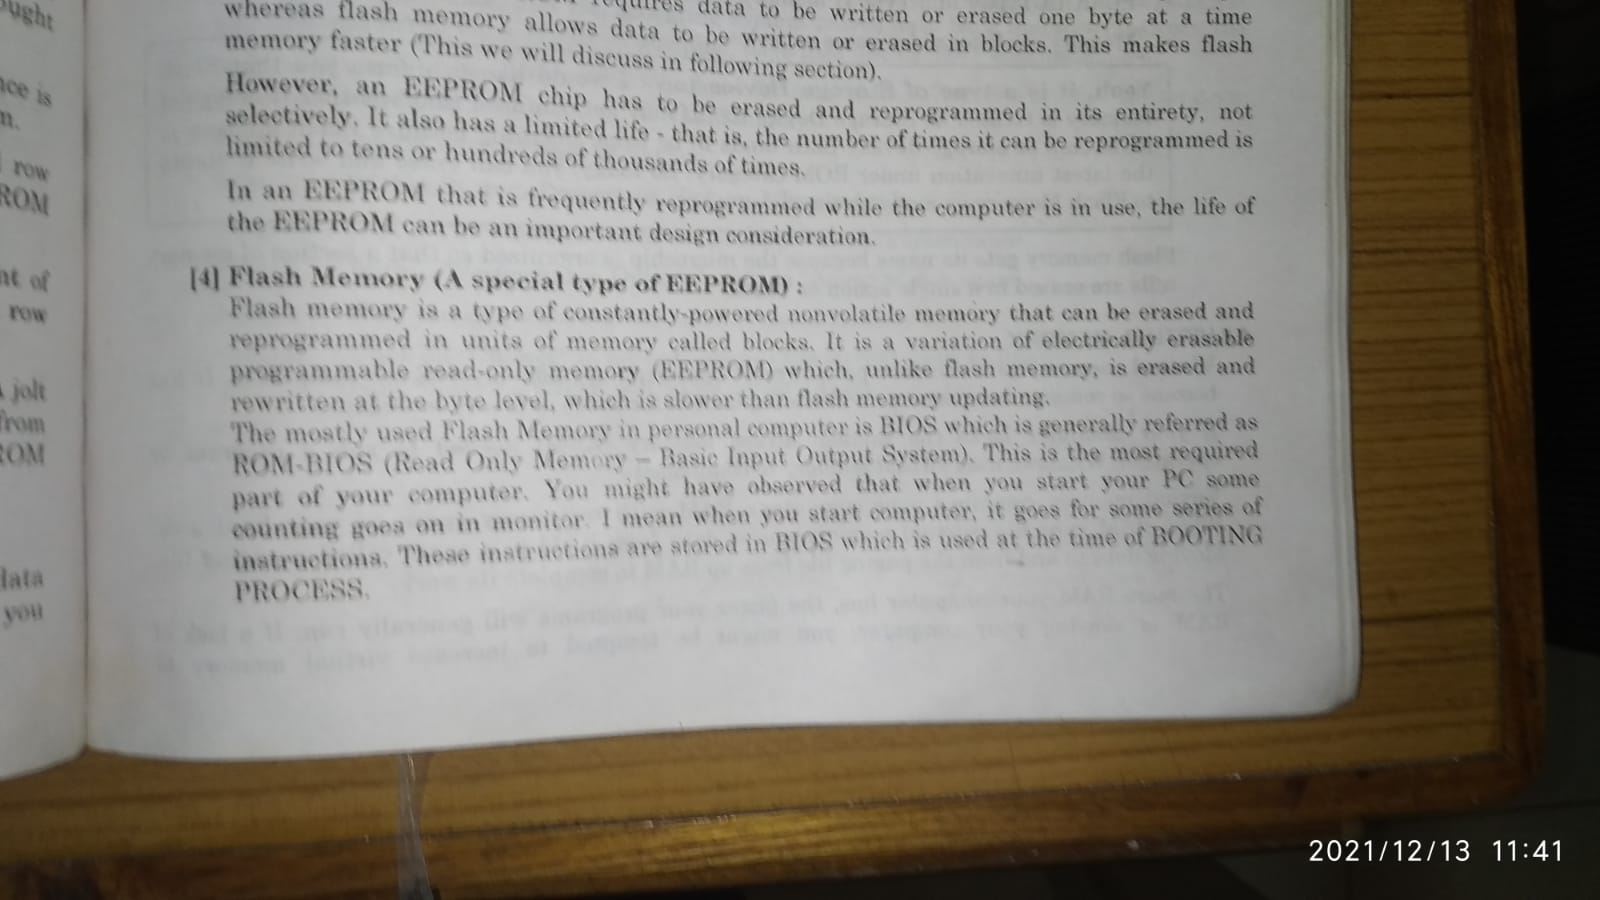 ought
nce is
n.
row
ROM
nt of
row
jolt
from
ROM
data
you
requires data to be written or erased one byte at a time
whereas flash memory allows data to be written or erased in blocks. This makes flash
memory faster (This we will discuss in following section).
However, an EEPROM chip has to be erased and reprogrammed in its entirety, not
selectively. It also has a limited life - that is, the number of times it can be reprogrammed is
limited to tens or hundreds of thousands of times.
In an EEPROM that is frequently reprogrammed while the computer is in use, the life of
the EEPROM can be an important design consideration.
[4] Flash Memory (A special type of EEPROM) :
Flash memory is a type of constantly-powered nonvolatile memory that can be erased and
reprogrammed in units of memory called blocks. It is a variation of electrically erasable
programmable read-only memory (EEPROM) which, unlike flash memory, is erased and
rewritten at the byte level, which is slower than flash memory updating.
The mostly used Flash Memory in personal computer is BIOS which is generally referred as
ROM-BIOS (Read Only Memory – Basic Input Output System). This is the most required
part of your computer. You might have observed that when you start your PC some
counting goes on in monitor. I mean when you start computer, it goes for some series of
instructions. These instructions are stored in BIOS which is used at the time of BOOTING
PROCESS.
2021/12/13 11:41